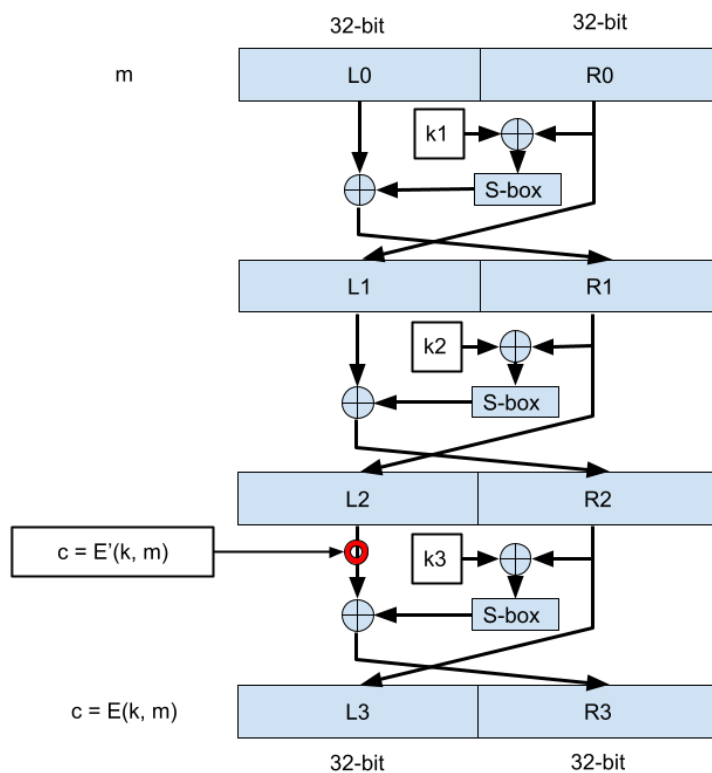 32-bit 32-bit
m L0 R0
k1
S-box
L1 R1
k2
S-box
L2 R2
c = E’(k, m) k3
S-box
c = E(k, m) L3 R3
32-bit 32-bit